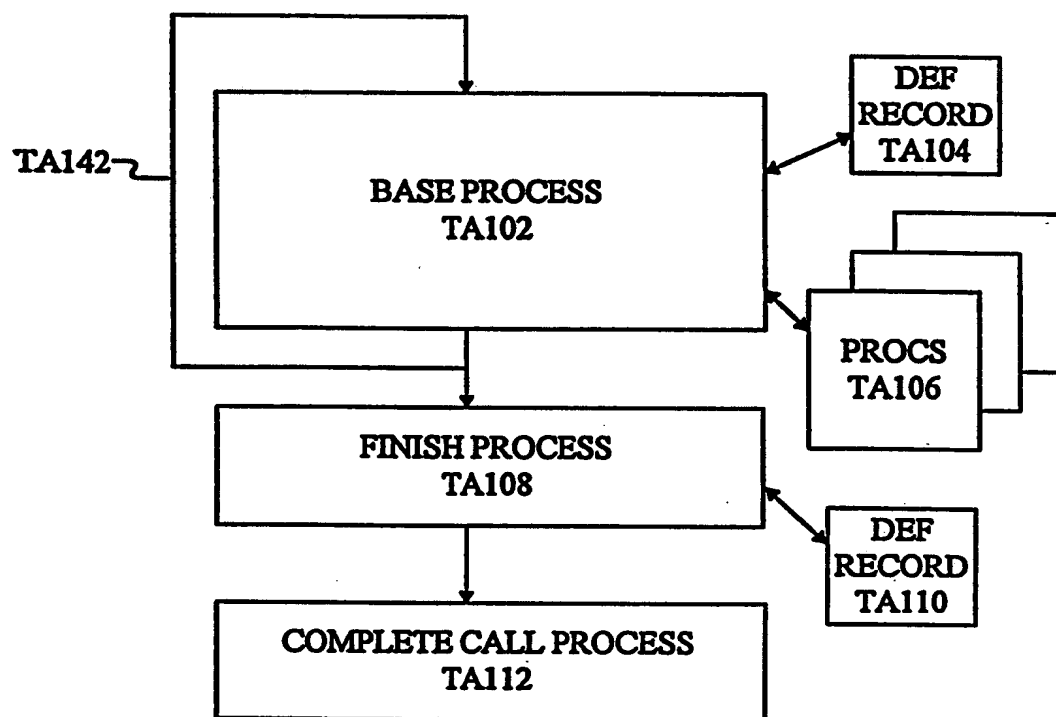 DEF
RECORD
TA104
TA142
BASE PROCESS
TA102
PROCS
TA106
FINISH PROCESS
TA108
DEF
RECORD
TA110
COMPLETE CALL PROCESS
TA112